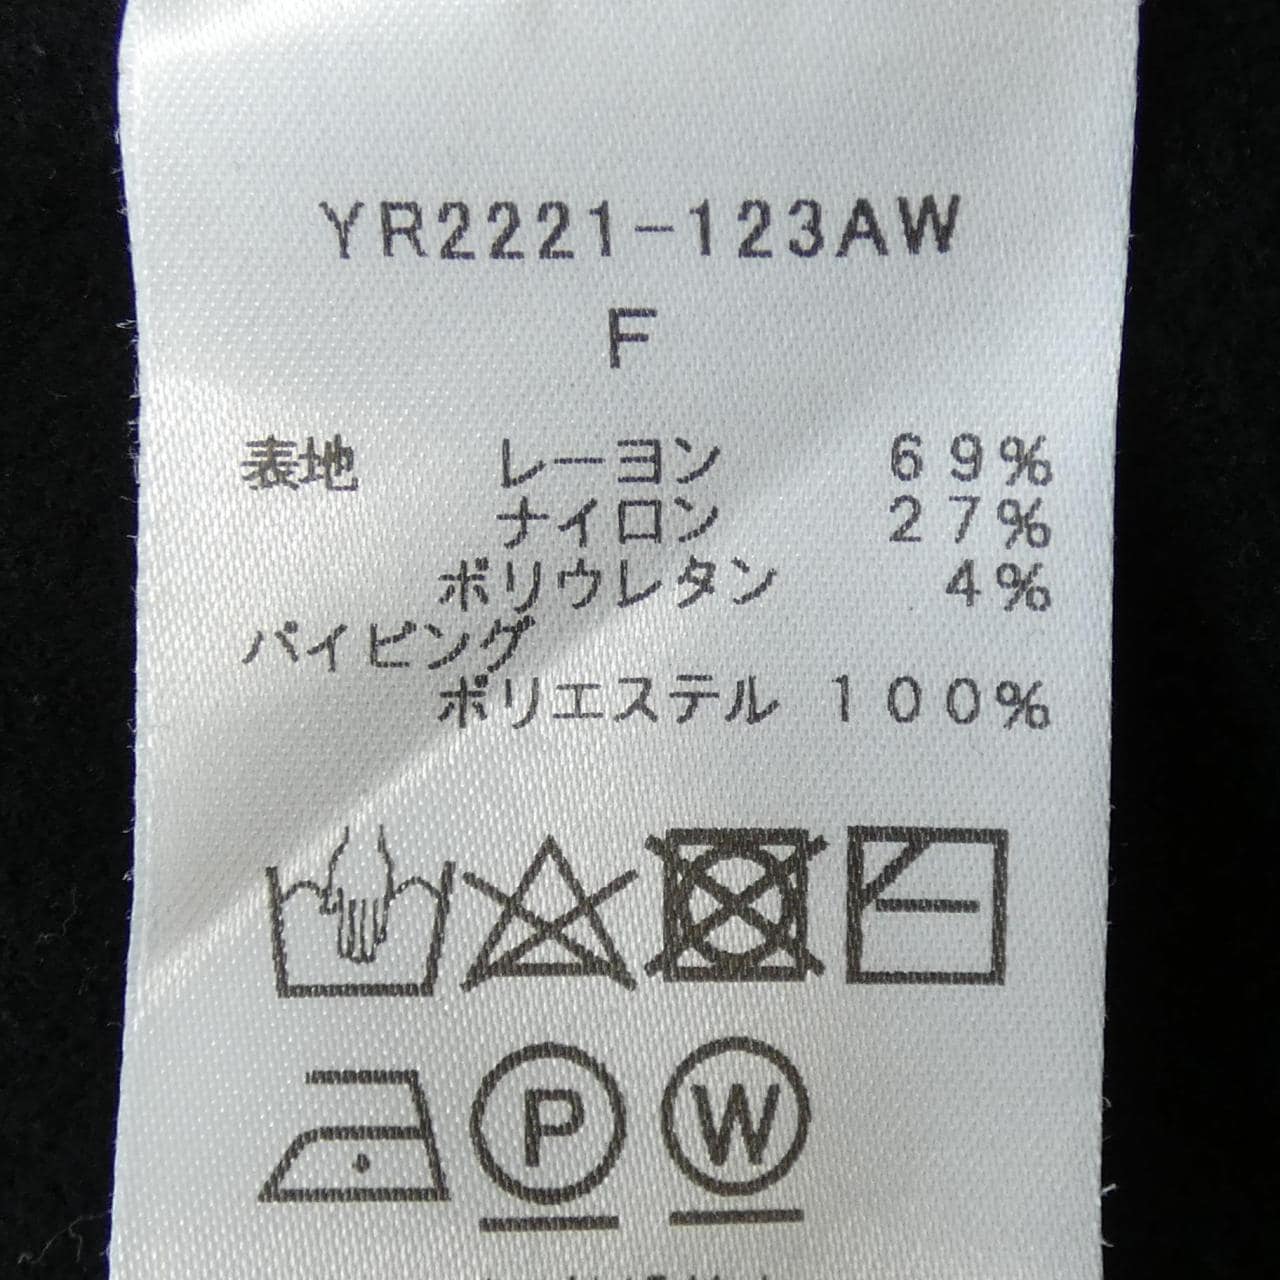 YR2221-123AW
F
表地 レーヨン 69%
ナイロン 27%
ポリウレタン 4%
パイピング
ポリエステル 100%
P W